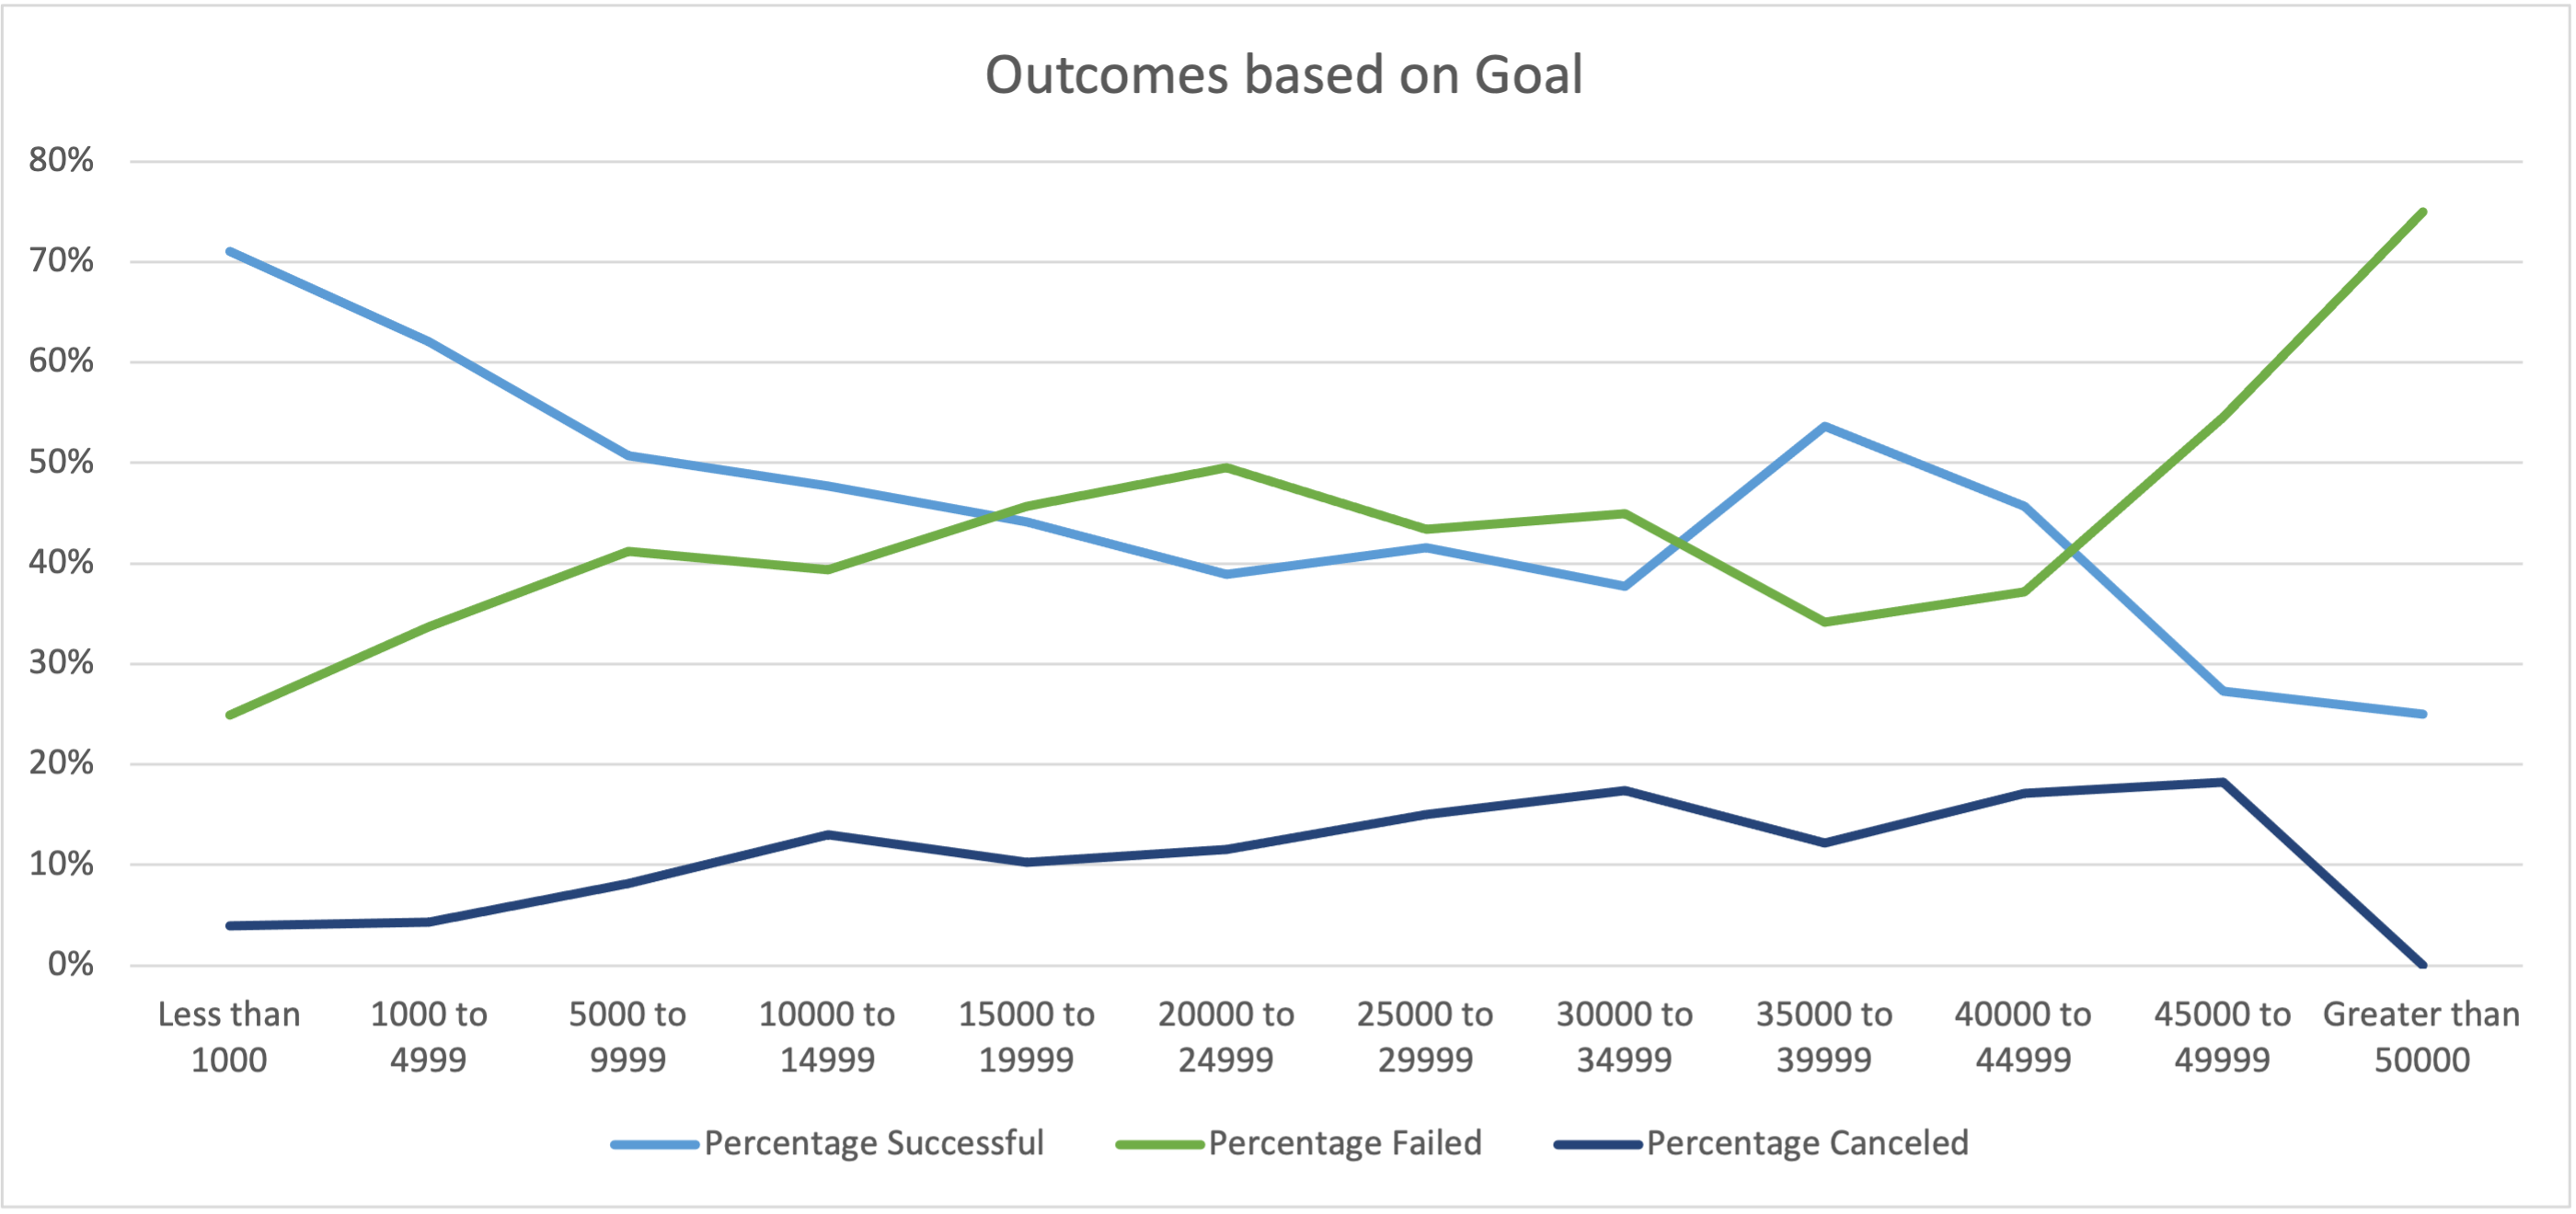 Outcomes based on Goal
80%
70%
60%
50%
40%
30%
20%
10%
0%
Less than 1000 to 5000 to 10000 to 15000 to 20000 to 25000 to 30000 to 35000 to 40000 to 45000 to Greater than
1000 4999 9999 14999 19999 24999 29999 34999 39999 44999 49999 50000
Percentage Successful Percentage Failed Percentage Canceled